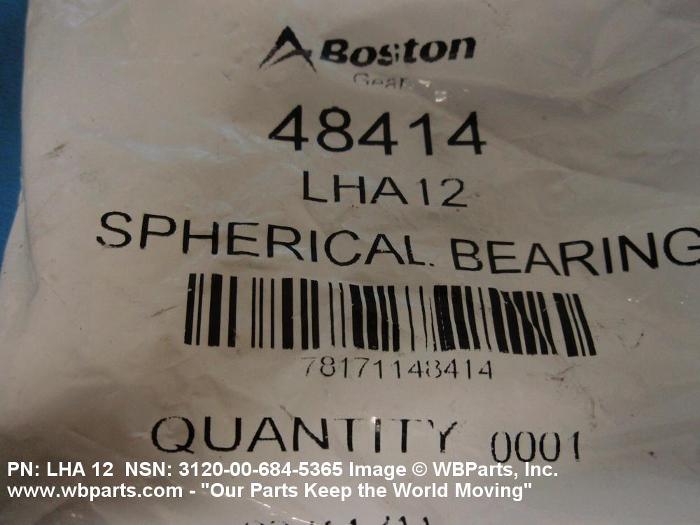 Boston
Gear
48414
LHA12
SPHERICAL BEARING
78171148414
QUANTITY 0001
PN: LHA 12 NSN: 3120-00-684-5365 Image © WBParts, Inc.
www.wbparts.com - "Our Parts Keep the World Moving"